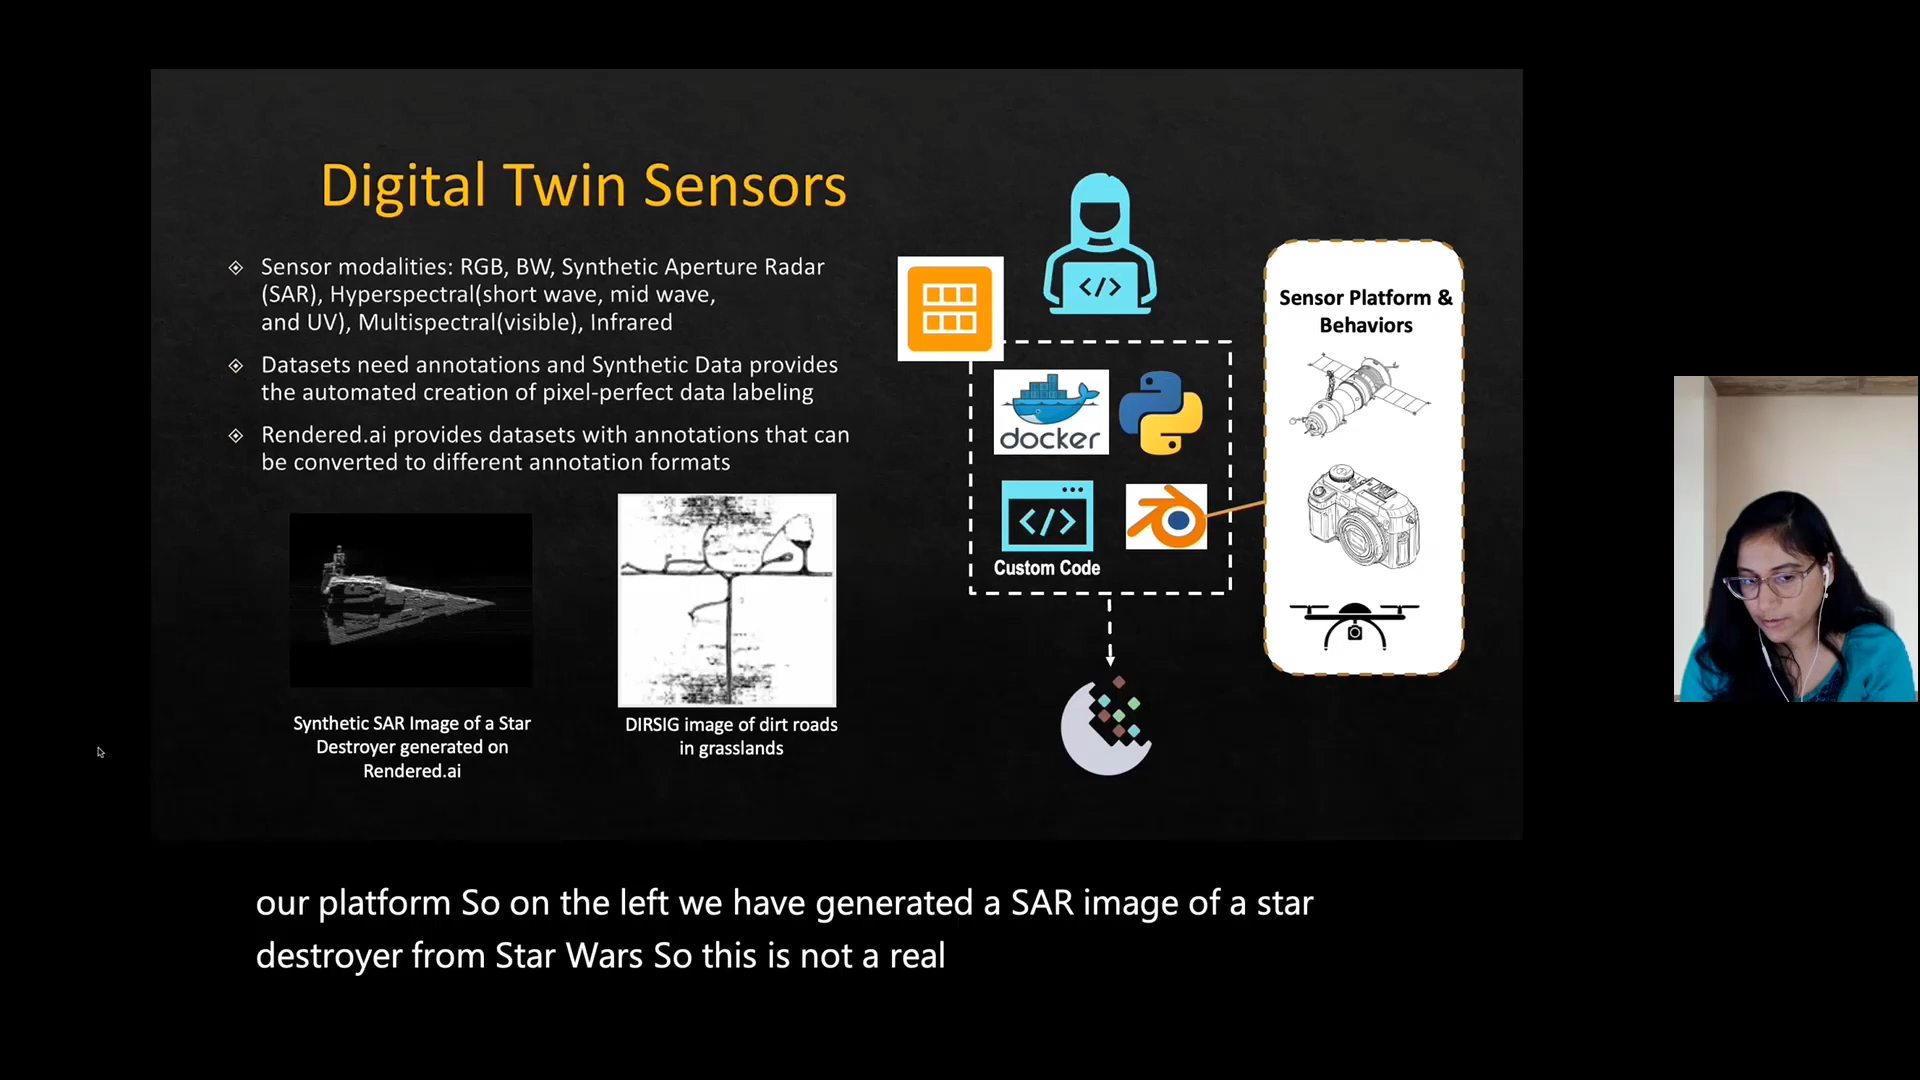 Digital Twin Sensors
Sensor modalities: RGB, BW, Synthetic Aperture Radar
(SAR), Hyperspectral(short wave, mid wave,
and UV), Multispectral(visible), Infrared
Datasets need annotations and Synthetic Data provides
the automated creation of pixel-perfect data labeling
Rendered.ai provides datasets with annotations that can
be converted to different annotation formats
Synthetic SAR Image of a Star
Destroyer generated on
Rendered.ai
DIRSIG image of dirt roads
in grasslands
</>
docker
</>
Custom Code
Sensor Platform &
Behaviors
our platform So on the left we have generated a SAR image of a star
destroyer from Star Wars So this is not a real